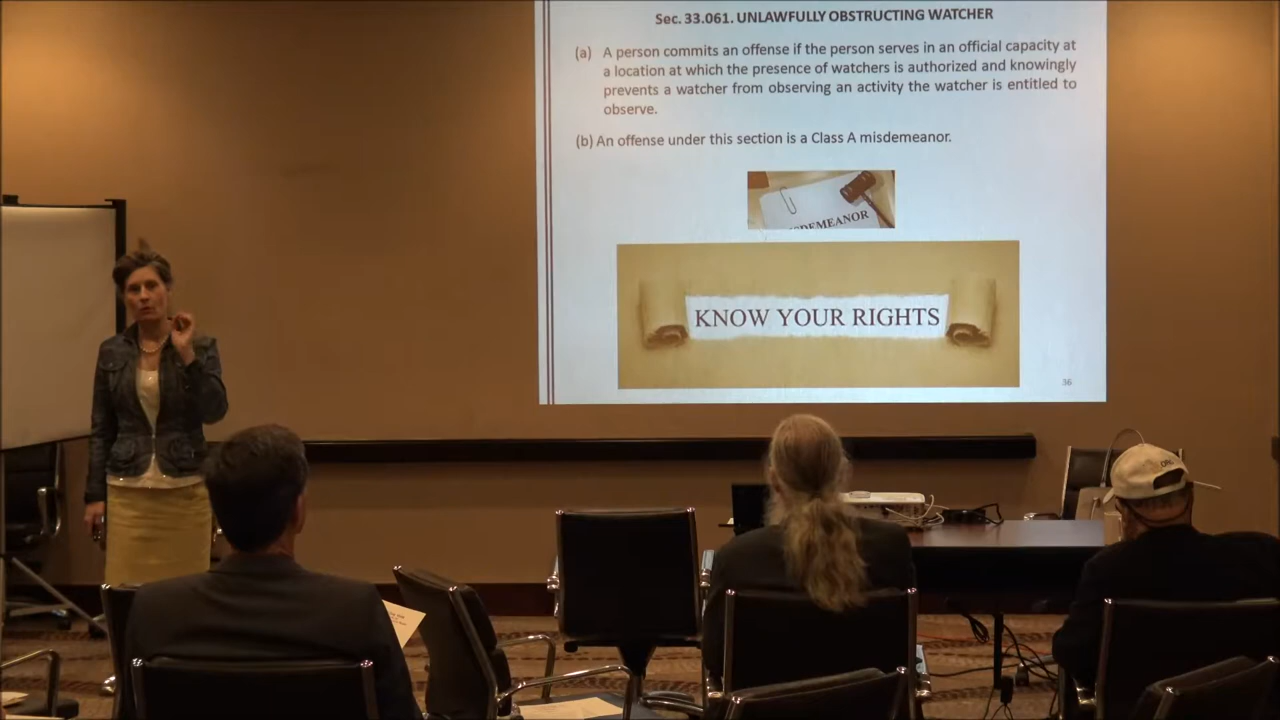 Sec. 33.061. UNLAWFULLY OBSTRUCTING WATCHER
(a) A person commits an offense if the person serves in an official capacity at
a location at which the presence of watchers is authorized and knowingly
prevents a watcher from observing an activity the watcher is entitled to
observe.
(b) An offense under this section is a Class A misdemeanor.
KNOW YOUR RIGHTS
36